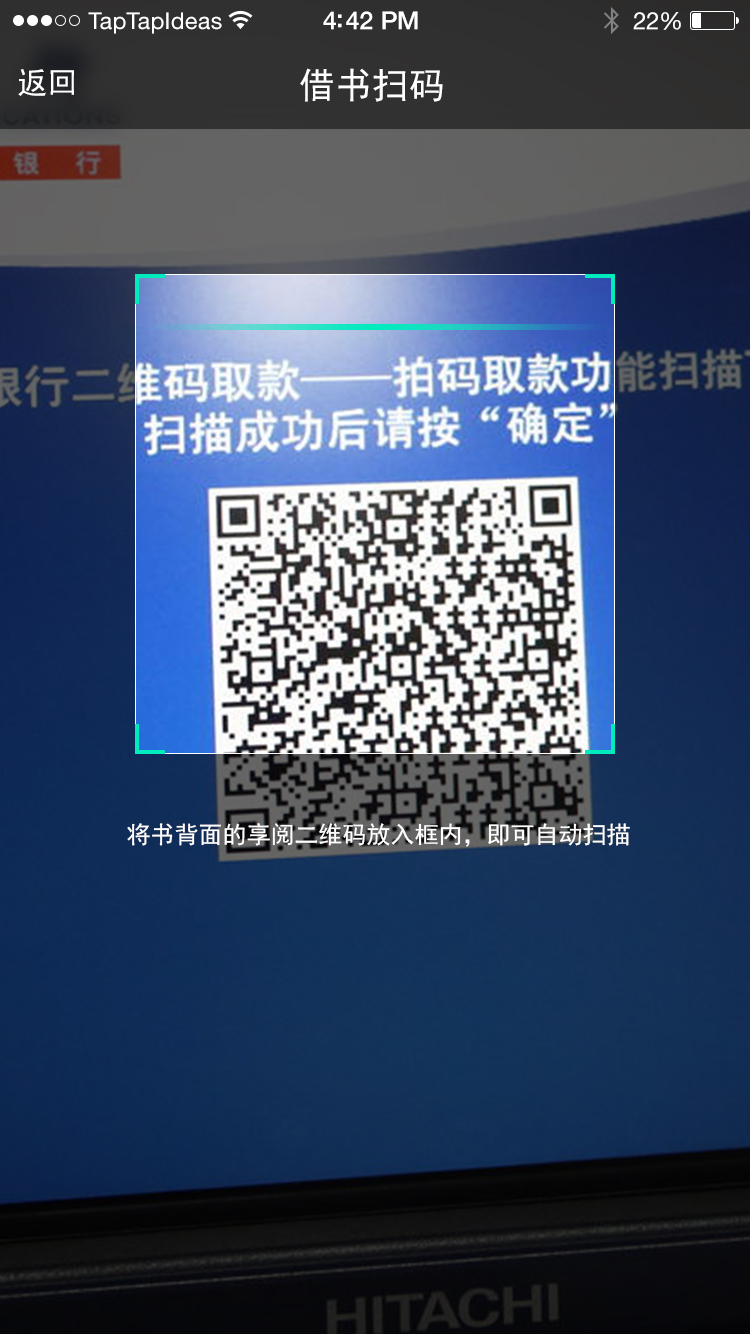 TapTapIdeas 4:42 PM 22%
返回 借书扫码
CATIONS
银 行
银行二维码取款——拍码取款功能扫描
扫描成功后请按“确定”
将书背面的享阅二维码放入框内，即可自动扫描
HITACHI